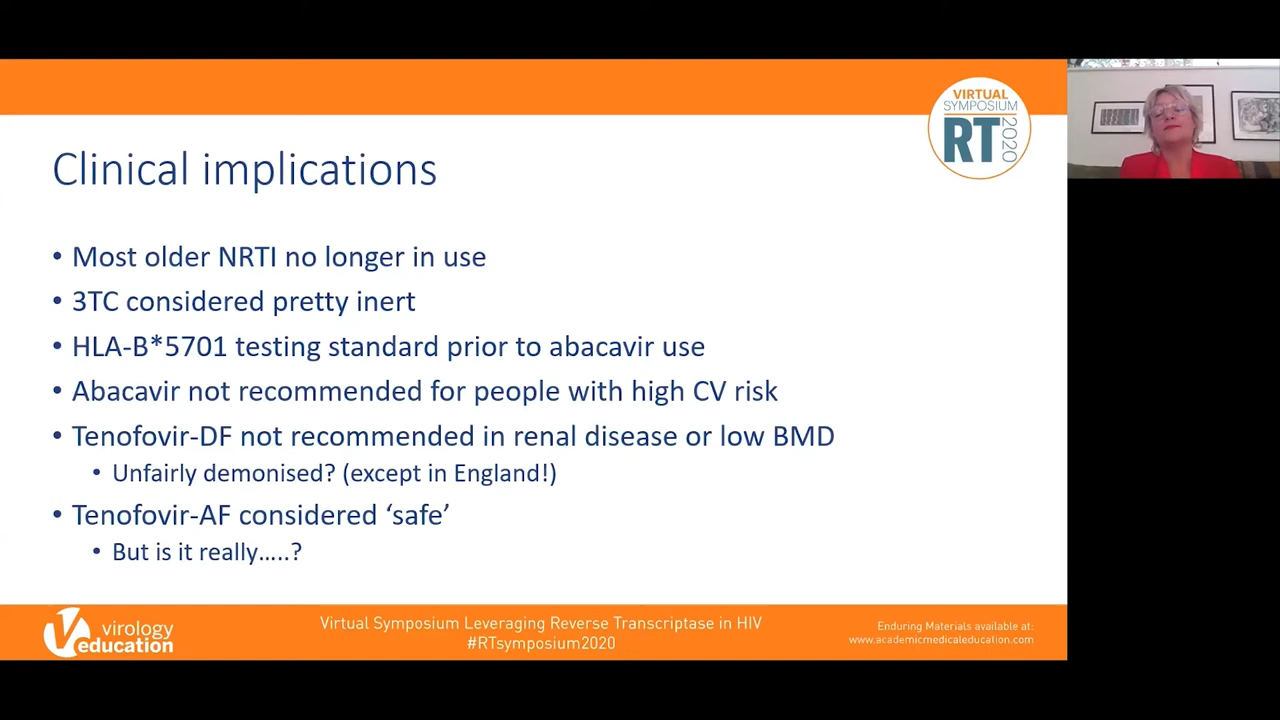 VIRTUAL
SYMPOSIUM
RT
2020
Clinical implications
• Most older NRTI no longer in use
• 3TC considered pretty inert
• HLA-B*5701 testing standard prior to abacavir use
• Abacavir not recommended for people with high CV risk
• Tenofovir-DF not recommended in renal disease or low BMD
• Unfairly demonised? (except in England!)
• Tenofovir-AF considered ‘safe’
• But is it really…..?
virology
education
Virtual Symposium Leveraging Reverse Transcriptase in HIV
#RTsymposium2020
Enduring Materials available at:
www.academicmedicaleducation.com